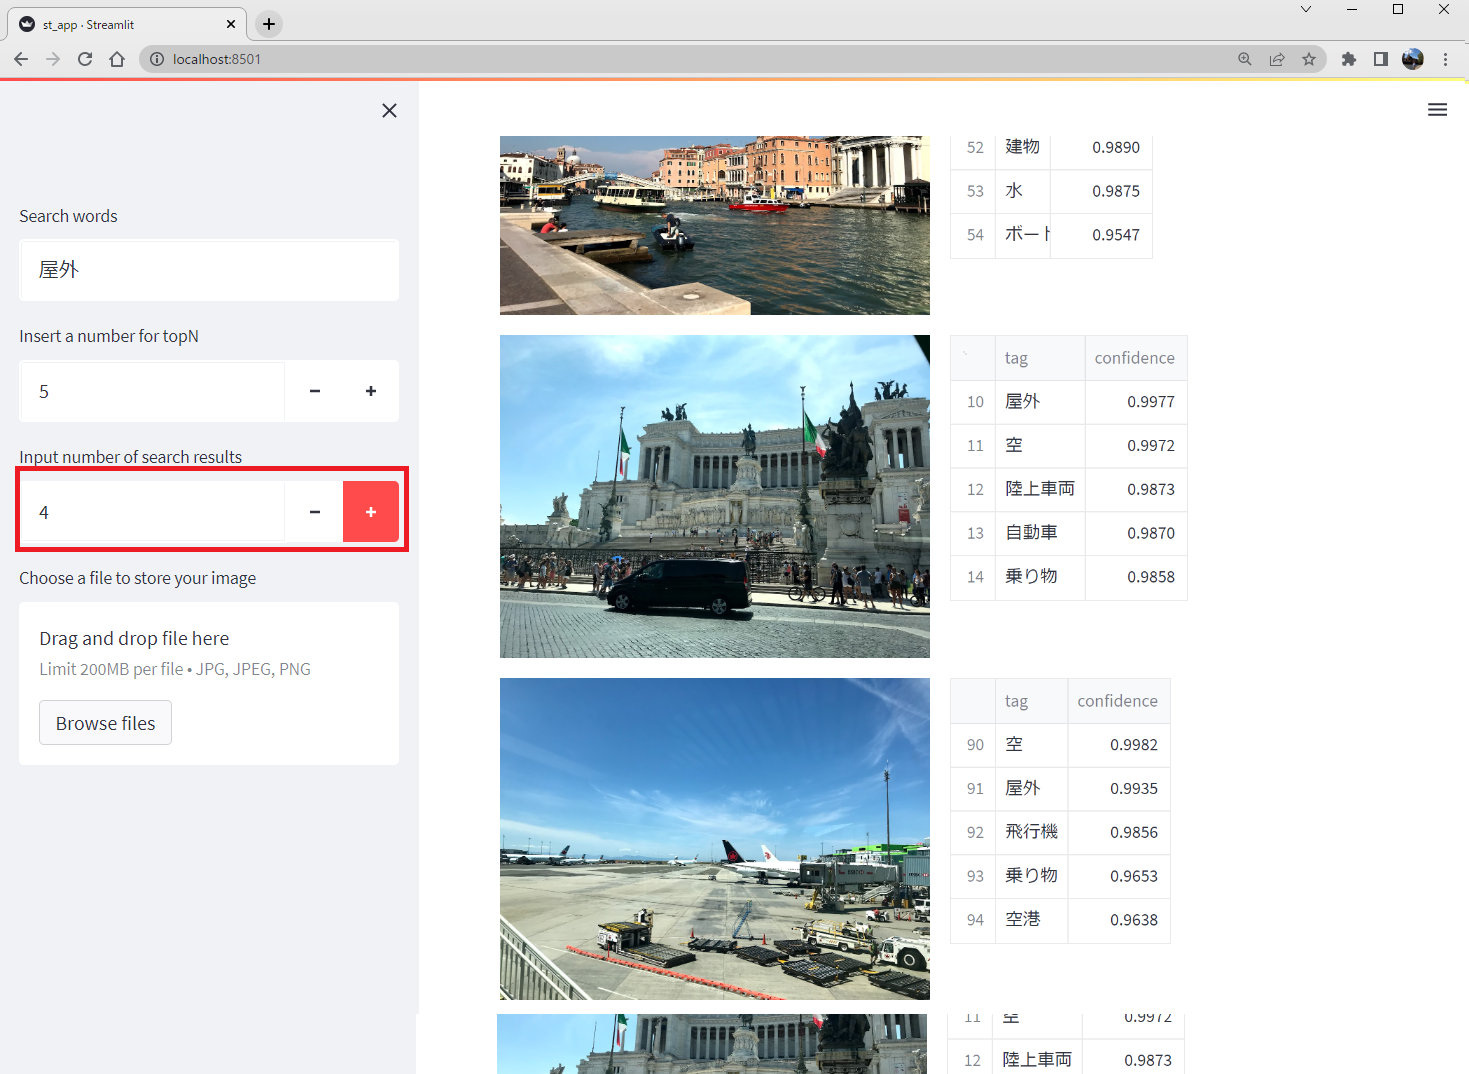 st_app · Streamlit
localhost:8501
Search words
屋外
Insert a number for topN
5
Input number of search results
4
Choose a file to store your image
Drag and drop file here
Limit 200MB per file • JPG, JPEG, PNG
Browse files
52 建物 0.9890
53 水 0.9875
54 ボート 0.9547
tag confidence
10 屋外 0.9977
11 空 0.9972
12 陸上車両 0.9873
13 自動車 0.9870
14 乗り物 0.9858
tag confidence
90 空 0.9982
91 屋外 0.9935
92 飛行機 0.9856
93 乗り物 0.9653
94 空港 0.9638
11 空 0.9972
12 陸上車両 0.9873